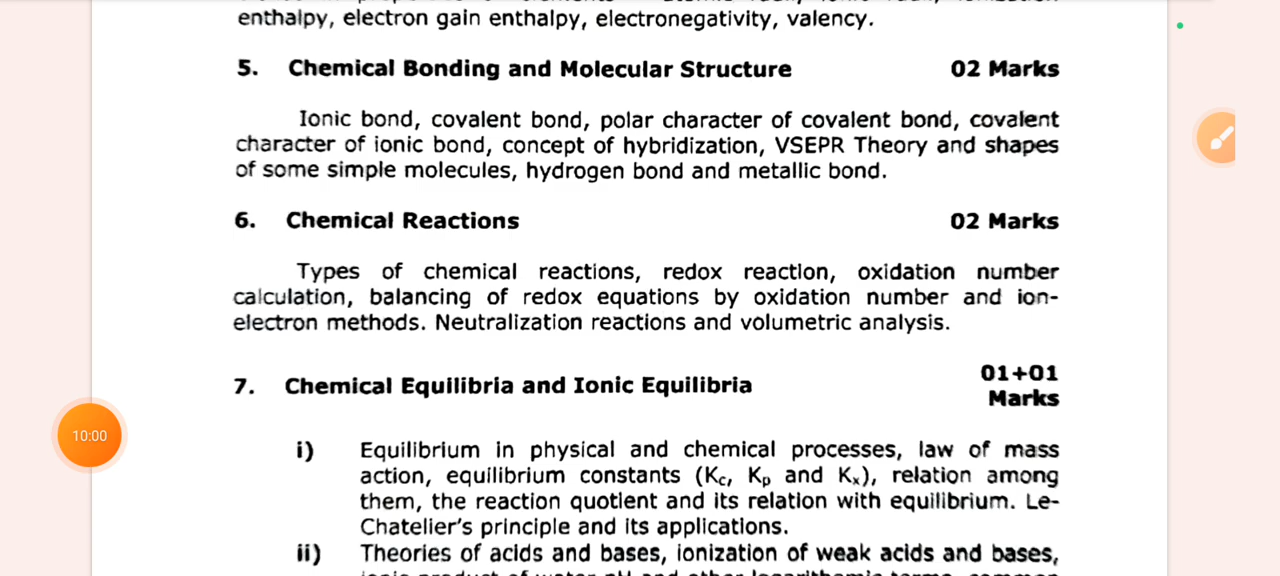 enthalpy, electron gain enthalpy, electronegativity, valency.
5. Chemical Bonding and Molecular Structure 02 Marks
Ionic bond, covalent bond, polar character of covalent bond, covalent
character of ionic bond, concept of hybridization, VSEPR Theory and shapes
of some simple molecules, hydrogen bond and metallic bond.
6. Chemical Reactions 02 Marks
Types of chemical reactions, redox reaction, oxidation number
calculation, balancing of redox equations by oxidation number and ion-
electron methods. Neutralization reactions and volumetric analysis.
7. Chemical Equilibria and Ionic Equilibria 01+01
Marks
i) Equilibrium in physical and chemical processes, law of mass
action, equilibrium constants (Kc, Kp and Kx), relation among
them, the reaction quotient and its relation with equilibrium. Le-
Chatelier's principle and its applications.
ii) Theories of acids and bases, ionization of weak acids and bases,
10:00